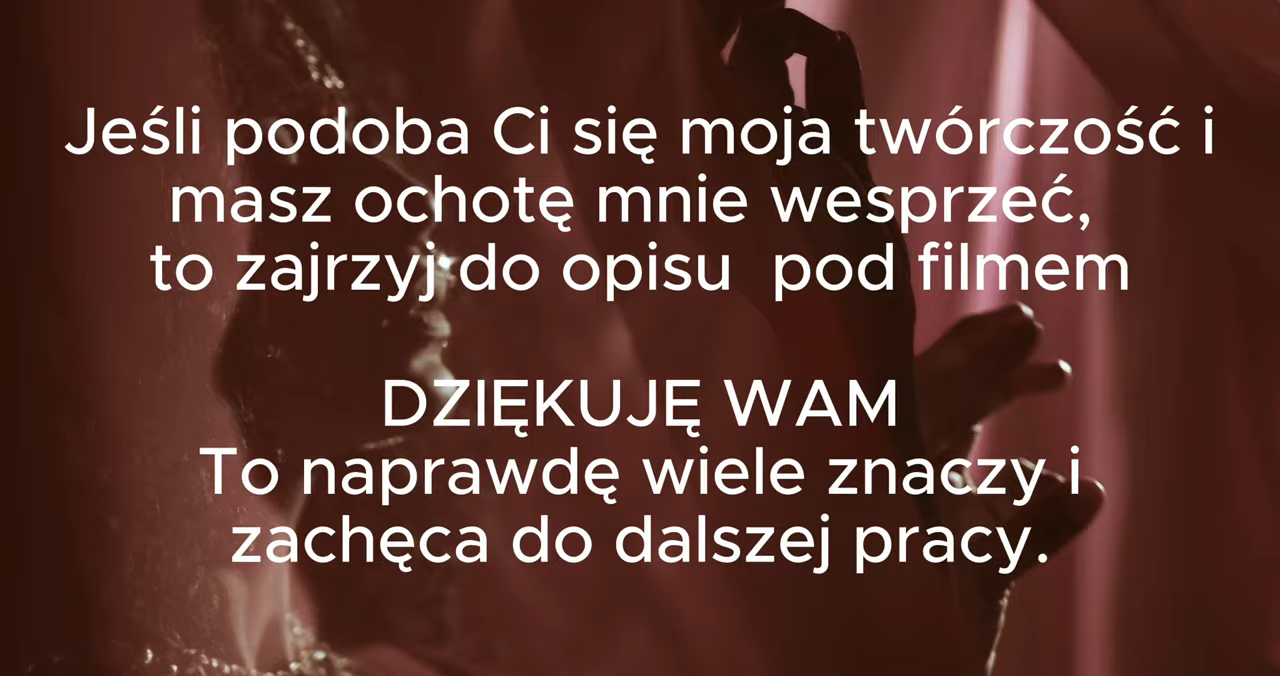 Jeśli podoba Ci się moja twórczość i
masz ochotę mnie wesprzeć,
to zajrzyj do opisu  pod filmem
DZIĘKUJĘ WAM
To naprawdę wiele znaczy i
zachęca do dalszej pracy.